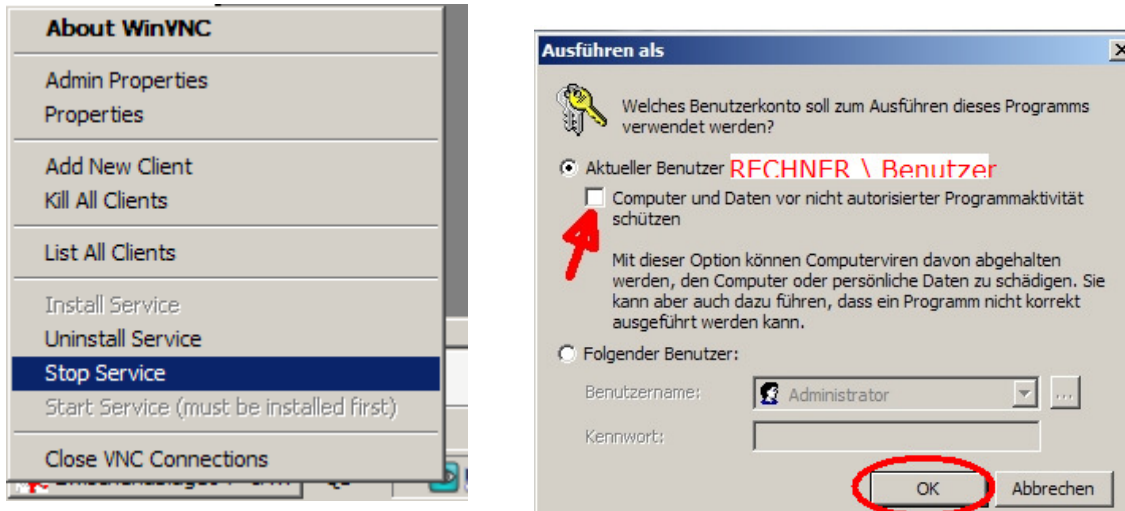 About WinVNC
Admin Properties
Properties
Add New Client
Kill All Clients
List All Clients
Install Service
Uninstall Service
Stop Service
Start Service (must be installed first)
Close VNC Connections
Ausführen als
Welches Benutzerkonto soll zum Ausführen dieses Programms
verwendet werden?
Aktueller Benutzer RECHNER \ Benutzer
Computer und Daten vor nicht autorisierter Programmaktivität
schützen
Mit dieser Option können Computerviren davon abgehalten
werden, den Computer oder persönliche Daten zu schädigen. Sie
kann aber auch dazu führen, dass ein Programm nicht korrekt
ausgeführt werden kann.
Folgender Benutzer:
Benutzername:
Administrator
...
Kennwort:
OK
Abbrechen